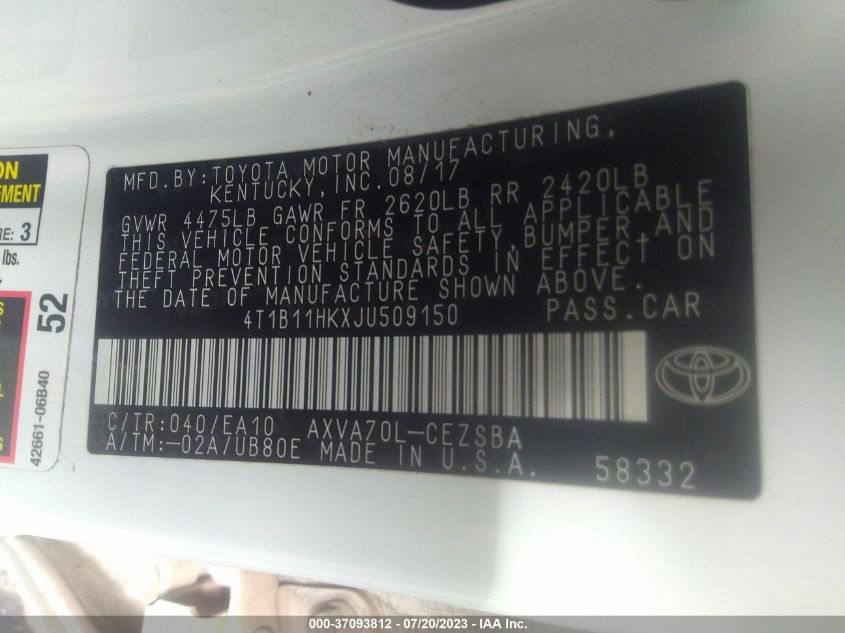 ON
EMENT
RE: 3
lbs.
52
42661-06B40
MFD.BY:TOYOTA MOTOR MANUFACTURING,
KENTUCKY, INC. 08/17
GVWR 4475LB GAWR FR 2620LB RR 2420LB
THIS VEHICLE CONFORMS TO ALL APPLICABLE
FEDERAL MOTOR VEHICLE SAFETY, BUMPER, AND
THEFT PREVENTION STANDARDS IN EFFECT ON
THE DATE OF MANUFACTURE SHOWN ABOVE.
4T1B11HKXJU509150 PASS.CAR
C/TR:040/EA10 AXVA70L-CEZSBA
A/TM:-02A/UB80E MADE IN U.S.A. 58332
000-37093812 - 07/20/2023 - IAA Inc.